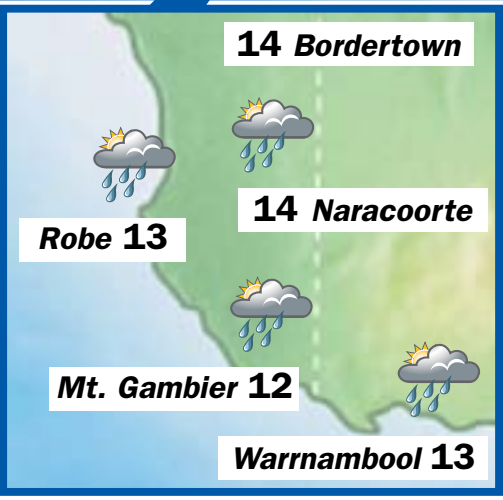 14 Bordertown
14 Naracoorte
Robe 13
Mt. Gambier 12
Warrnambool 13